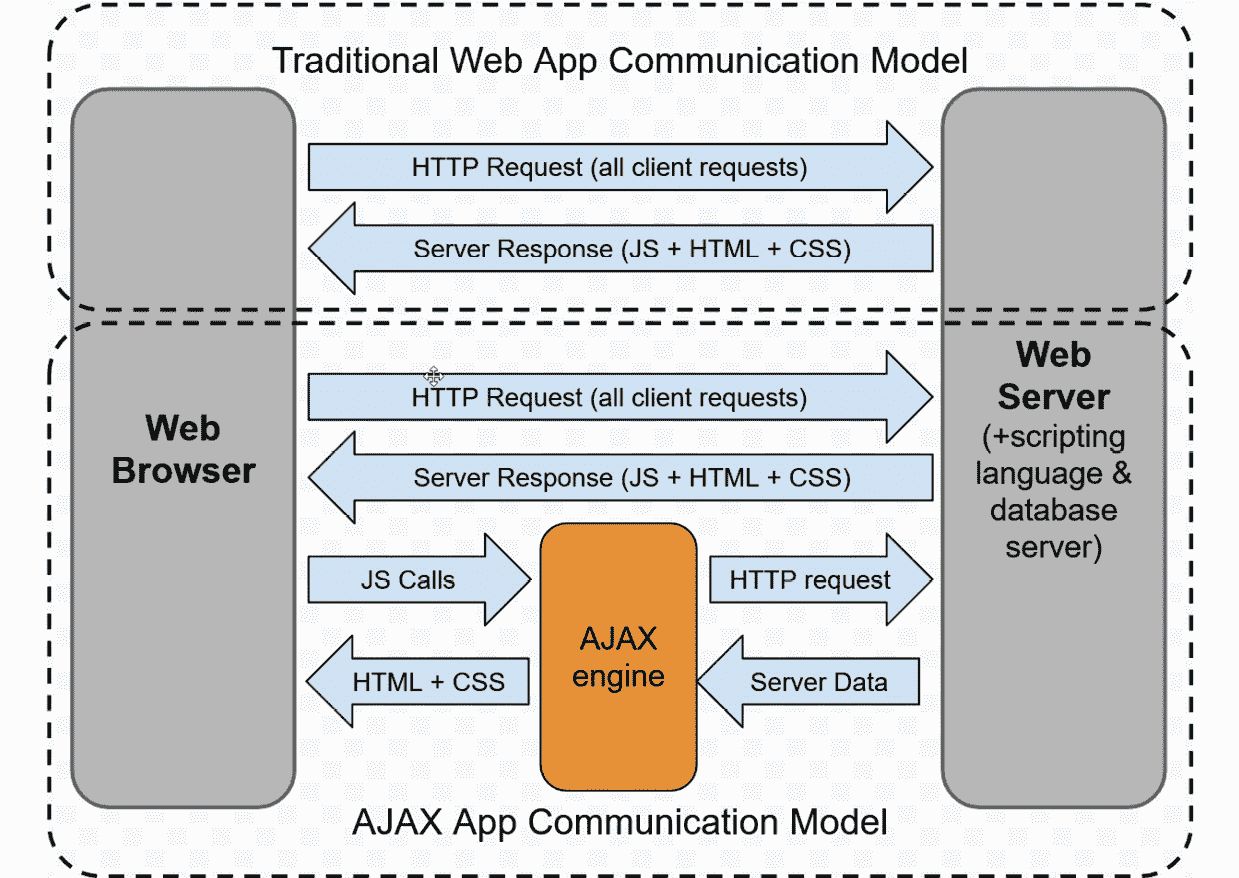 Traditional Web App Communication Model
HTTP Request (all client requests)
Server Response (JS + HTML + CSS)
HTTP Request (all client requests)
Server Response (JS + HTML + CSS)
Web
Browser
Web
Server
(+scripting
language &
database
server)
JS Calls
HTTP request
AJAX
engine
HTML + CSS
Server Data
AJAX App Communication Model